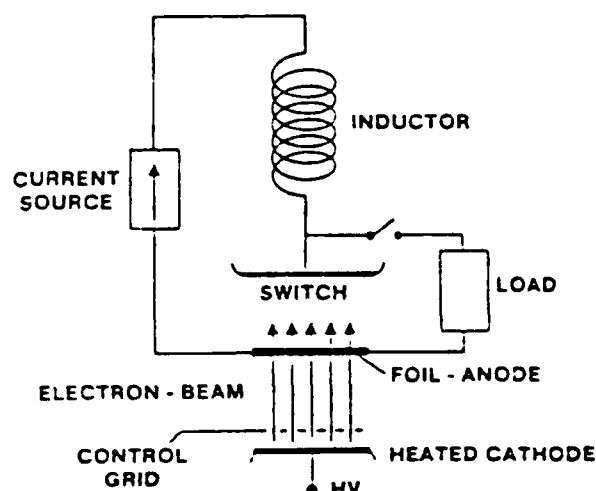 INDUCTOR
CURRENT
SOURCE
SWITCH
LOAD
FOIL - ANODE
ELECTRON - BEAM
CONTROL
GRID
HEATED CATHODE
HV